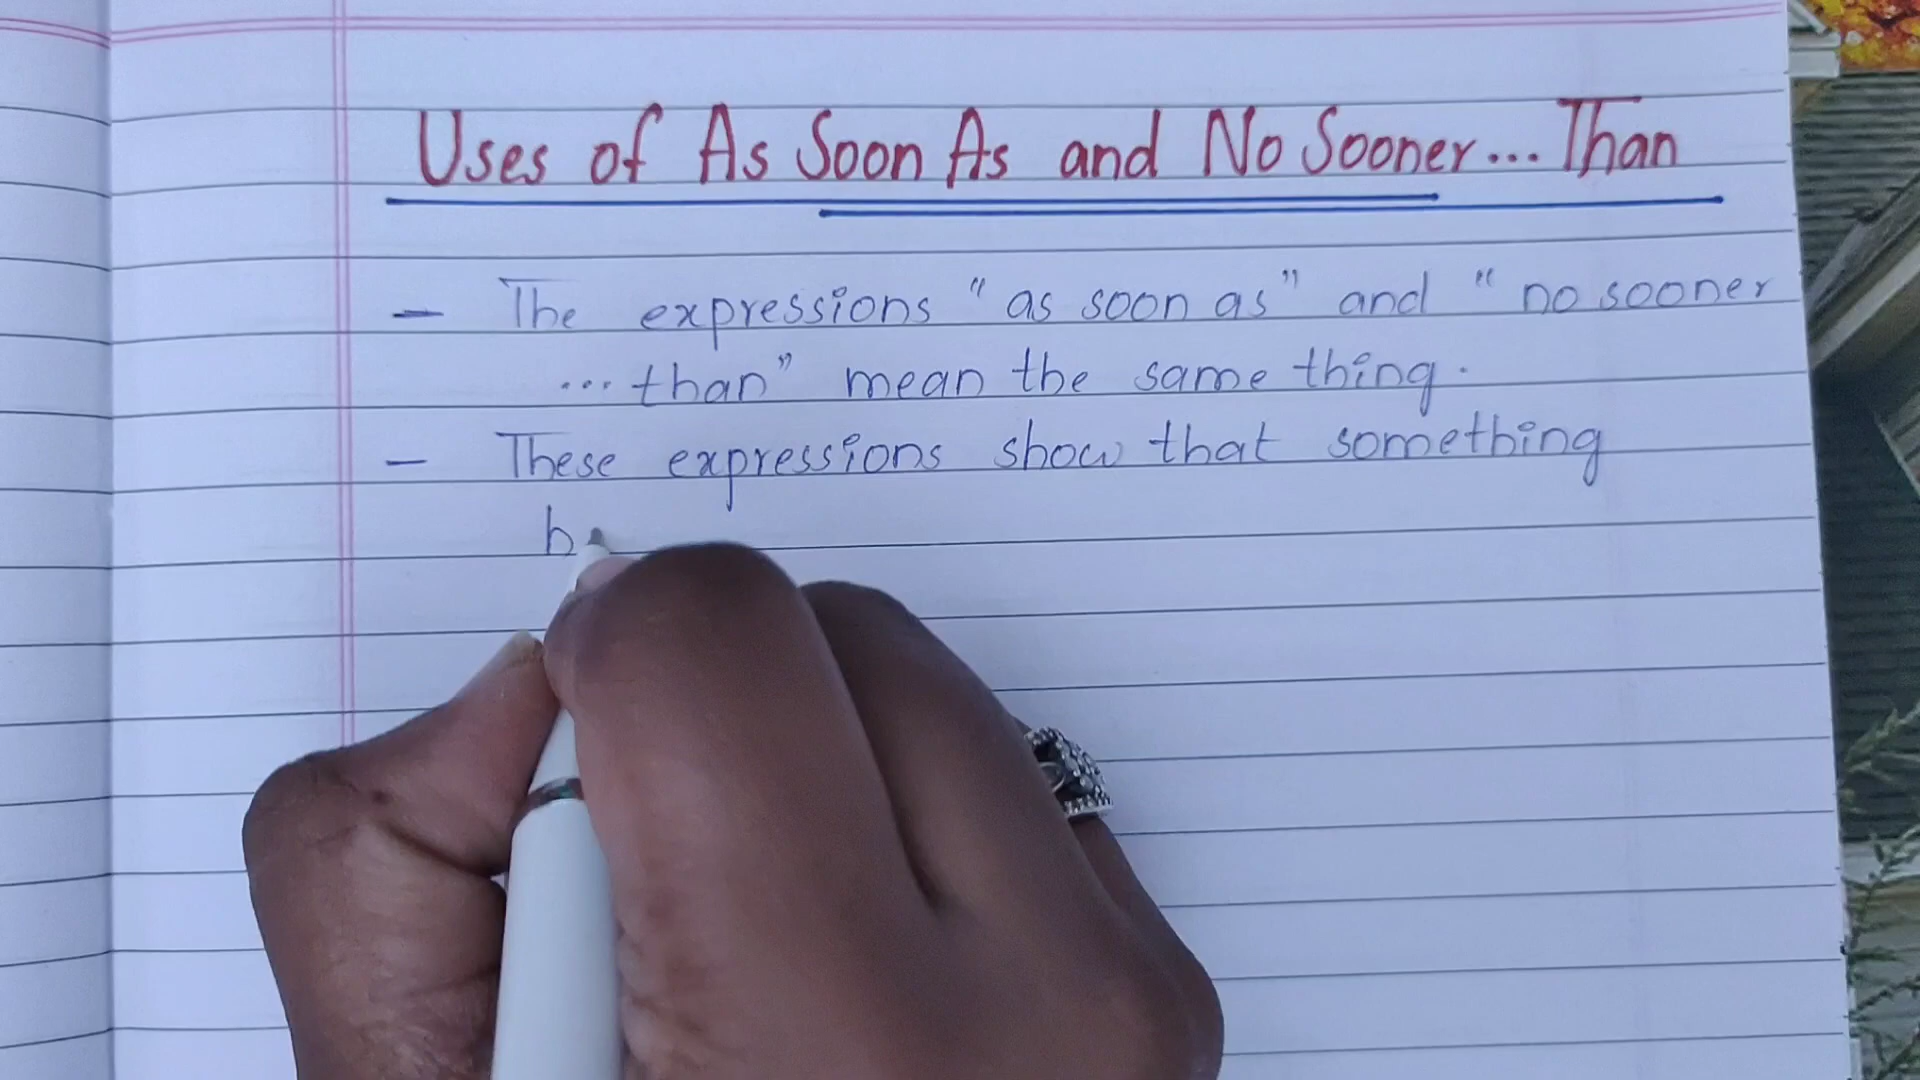 Uses of As Soon As and No Sooner... Than
- The expressions "as soon as" and "no sooner
... than" mean the same thing.
- These expressions show that something
h